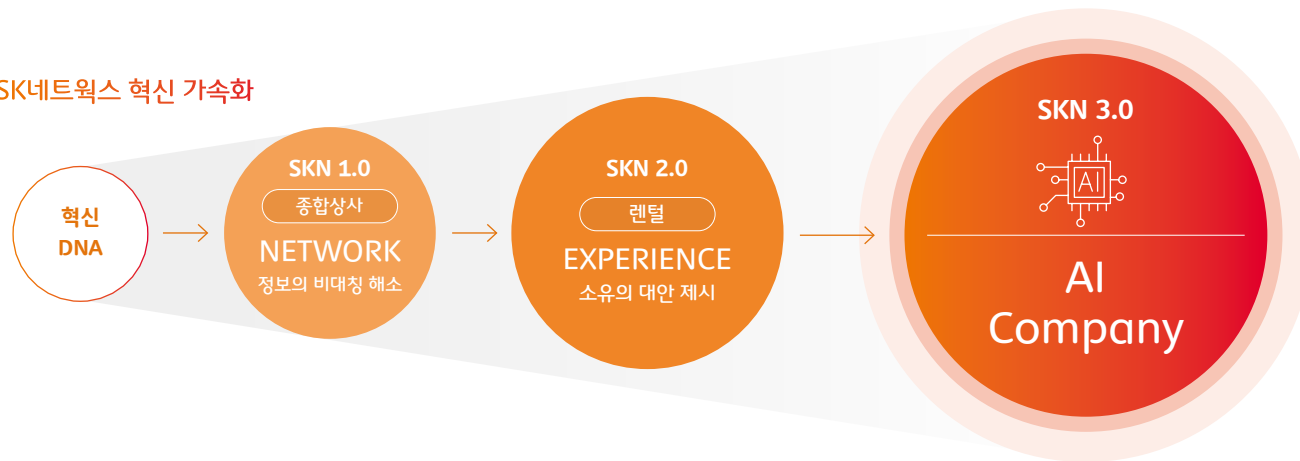 SK네트웍스 혁신 가속화
혁신
DNA
SKN 1.0
종합상사
NETWORK
정보의 비대칭 해소
SKN 2.0
렌털
EXPERIENCE
소유의 대안 제시
SKN 3.0
AI
AI
Company